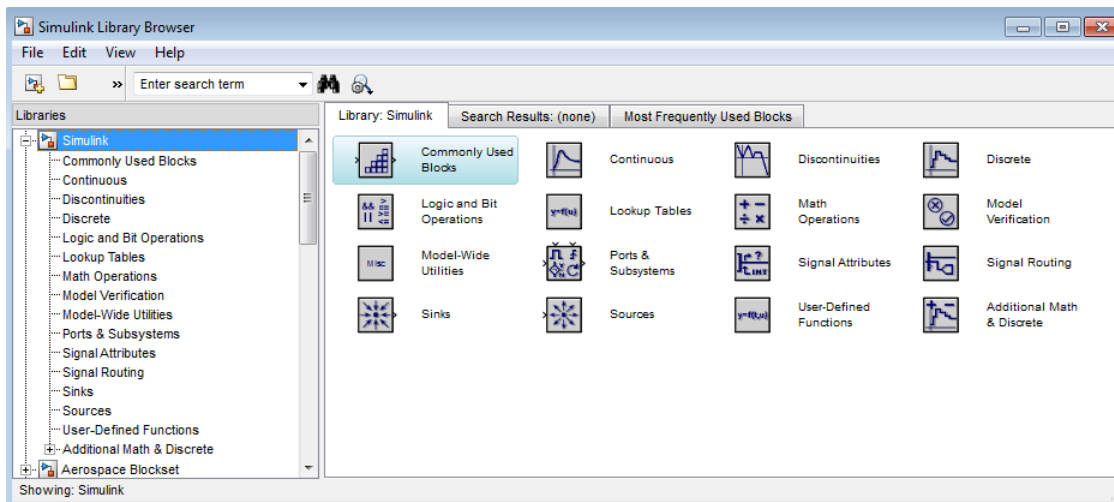 Simulink Library Browser
File Edit View Help
» Enter search term
Libraries
Library: Simulink Search Results: (none) Most Frequently Used Blocks
Simulink
Commonly Used Blocks
Continuous
Discontinuities
Discrete
Logic and Bit Operations
Lookup Tables
Math Operations
Model Verification
Model-Wide Utilities
Ports & Subsystems
Signal Attributes
Signal Routing
Sinks
Sources
User-Defined Functions
Additional Math & Discrete
Aerospace Blockset
Commonly Used
Blocks
Continuous
Discontinuities
Discrete
&& >
|| >=
Logic and Bit
Operations
y=f(u)
Lookup Tables
+ −
÷ ×
Math
Operations
Model
Verification
Misc
Model-Wide
Utilities
Ports &
Subsystems
?
INT
Signal Attributes
Signal Routing
Sinks
Sources
y=f(t,u)
User-Defined
Functions
+ −
Additional Math
& Discrete
Showing: Simulink